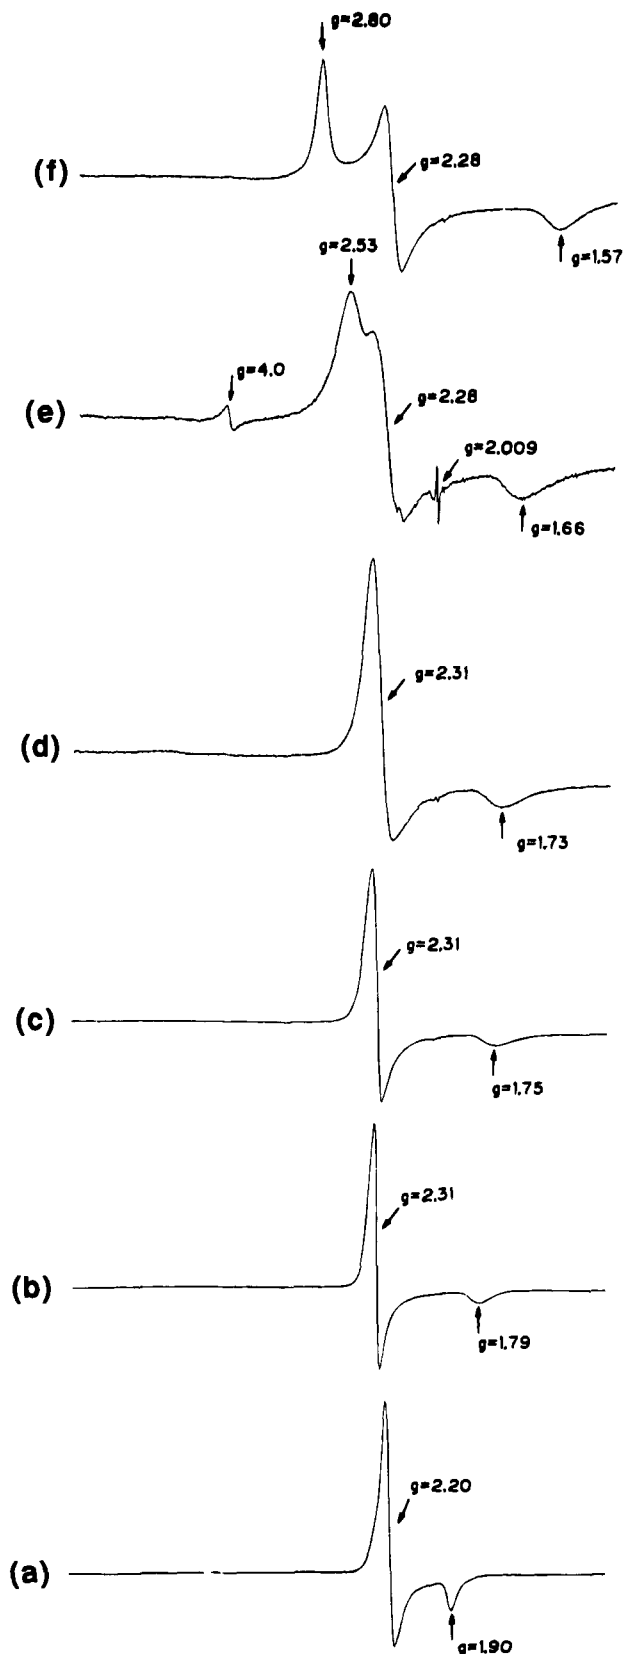 g=2.80
(f)
g=2.28
g=1.57
g=2.53
g=4.0
(e)
g=2.28
g=2.009
g=1.66
g=2.31
(d)
g=1.73
g=2.31
(c)
g=1.75
g=2.31
(b)
g=1.79
g=2.20
(a)
g=1.90